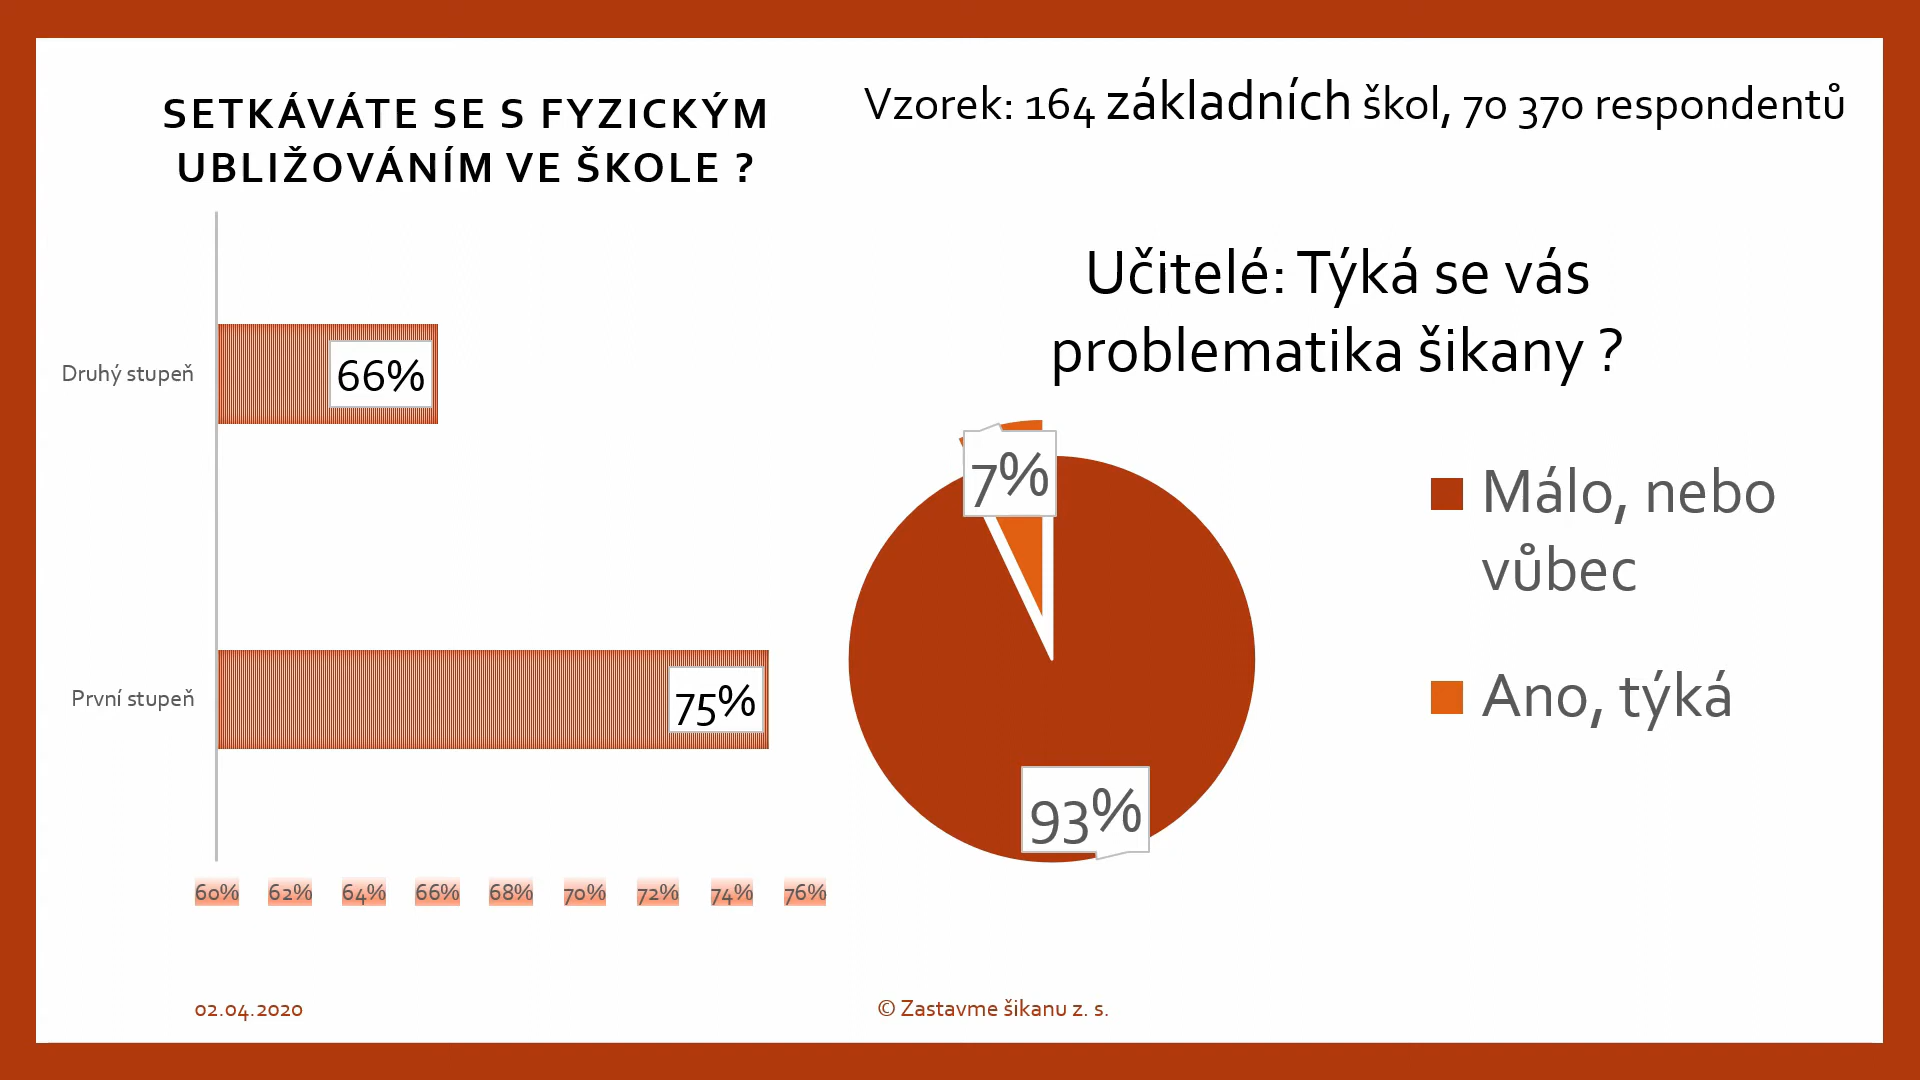 SETKÁVÁTE SE S FYZICKÝM
UBLIŽOVÁNÍM VE ŠKOLE ?
Druhý stupeň
66%
První stupeň
75%
60% 62% 64% 66% 68% 70% 72% 74% 76%
Vzorek: 164 základních škol, 70 370 respondentů
Učitelé: Týká se vás
problematika šikany ?
7%
93%
Málo, nebo
vůbec
Ano, týká
02.04.2020
© Zastavme šikanu z. s.